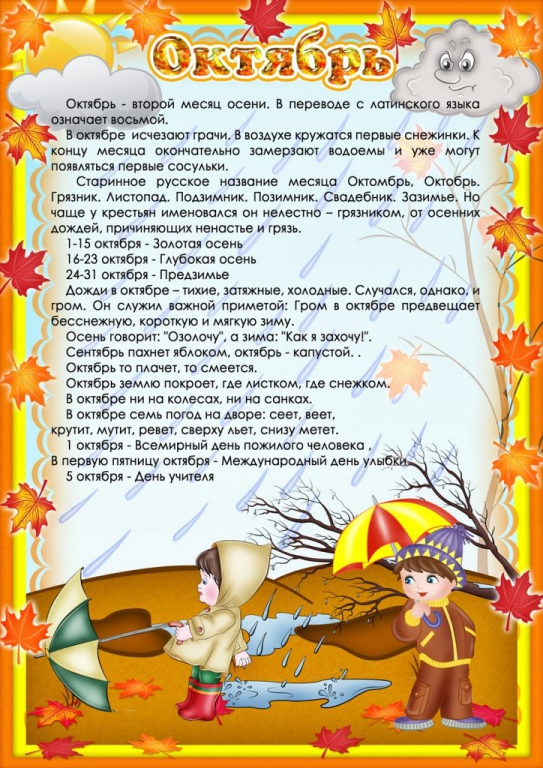 Октябрь
Октябрь - второй месяц осени. В переводе с латинского языка
означает восьмой.
В октябре исчезают грачи. В воздухе кружатся первые снежинки. К
концу месяца окончательно замерзают водоемы и уже могут
появляться первые сосульки.
Старинное русское название месяца Октомбрь, Октобрь.
Грязник. Листопад. Подзимник. Позимник. Свадебник. Зазимье. Но
чаще у крестьян именовался он нелестно – грязником, от осенних
дождей, причиняющих ненастье и грязь.
1-15 октября - Золотая осень
16-23 октября - Глубокая осень
24-31 октября - Предзимье
Дожди в октябре – тихие, затяжные, холодные. Случался, однако, и
гром. Он служил важной приметой: Гром в октябре предвещает
бесснежную, короткую и мягкую зиму.
Осень говорит: "Озолочу", а зима: "Как я захочу!".
Сентябрь пахнет яблоком, октябрь - капустой. .
Октябрь то плачет, то смеется.
Октябрь землю покроет, где листком, где снежком.
В октябре ни на колесах, ни на санках.
В октябре семь погод на дворе: сеет, веет,
крутит, мутит, ревет, сверху льет, снизу метет.
1 октября - Всемирный день пожилого человека ,
В первую пятницу октября - Международный день улыбки.
5 октября - День учителя